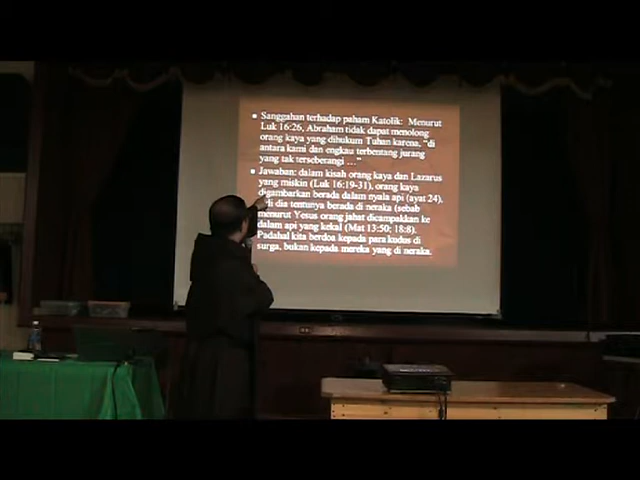 Sanggahan terhadap paham Katolik: Menurut
Luk 16:26, Abraham tidak dapat menolong
orang kaya yang dihukum Tuhan karena, "di
antara kami dan engkau terbentang jurang
yang tak terseberangi ..."
Jawaban: dalam kisah orang kaya dan Lazarus
yang miskin (Luk 16:19-31), orang kaya
digambarkan berada dalam nyala api (ayat 24).
dia tentunya berada di neraka (sebab
menurut Yesus orang jahat dicampakkan ke
dalam api yang kekal (Mat 13:50; 18:8).
Padahal kita berdoa kepada para kudus di
surga, bukan kepada mereka yang di neraka.